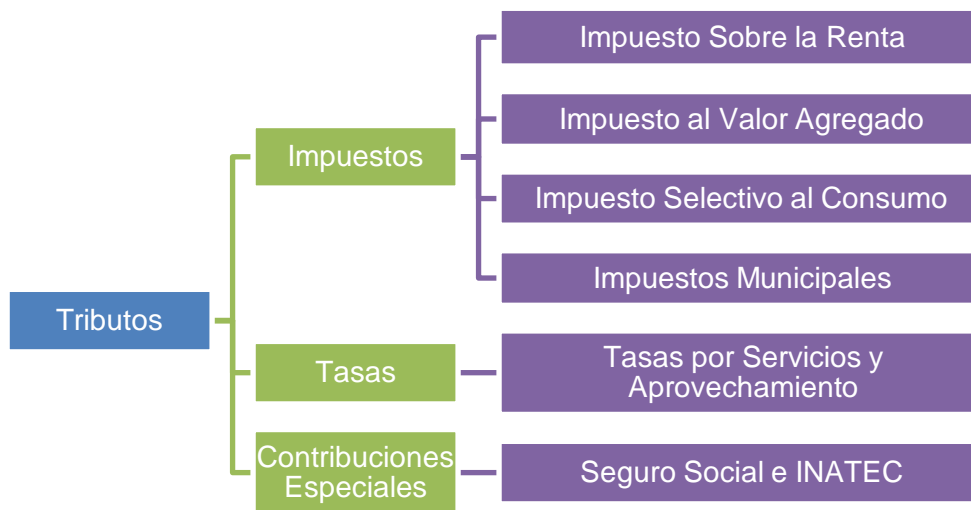 Tributos
Impuestos
Impuesto Sobre la Renta
Impuesto al Valor Agregado
Impuesto Selectivo al Consumo
Impuestos Municipales
Tasas
Tasas por Servicios y
Aprovechamiento
Contribuciones
Especiales
Seguro Social e INATEC